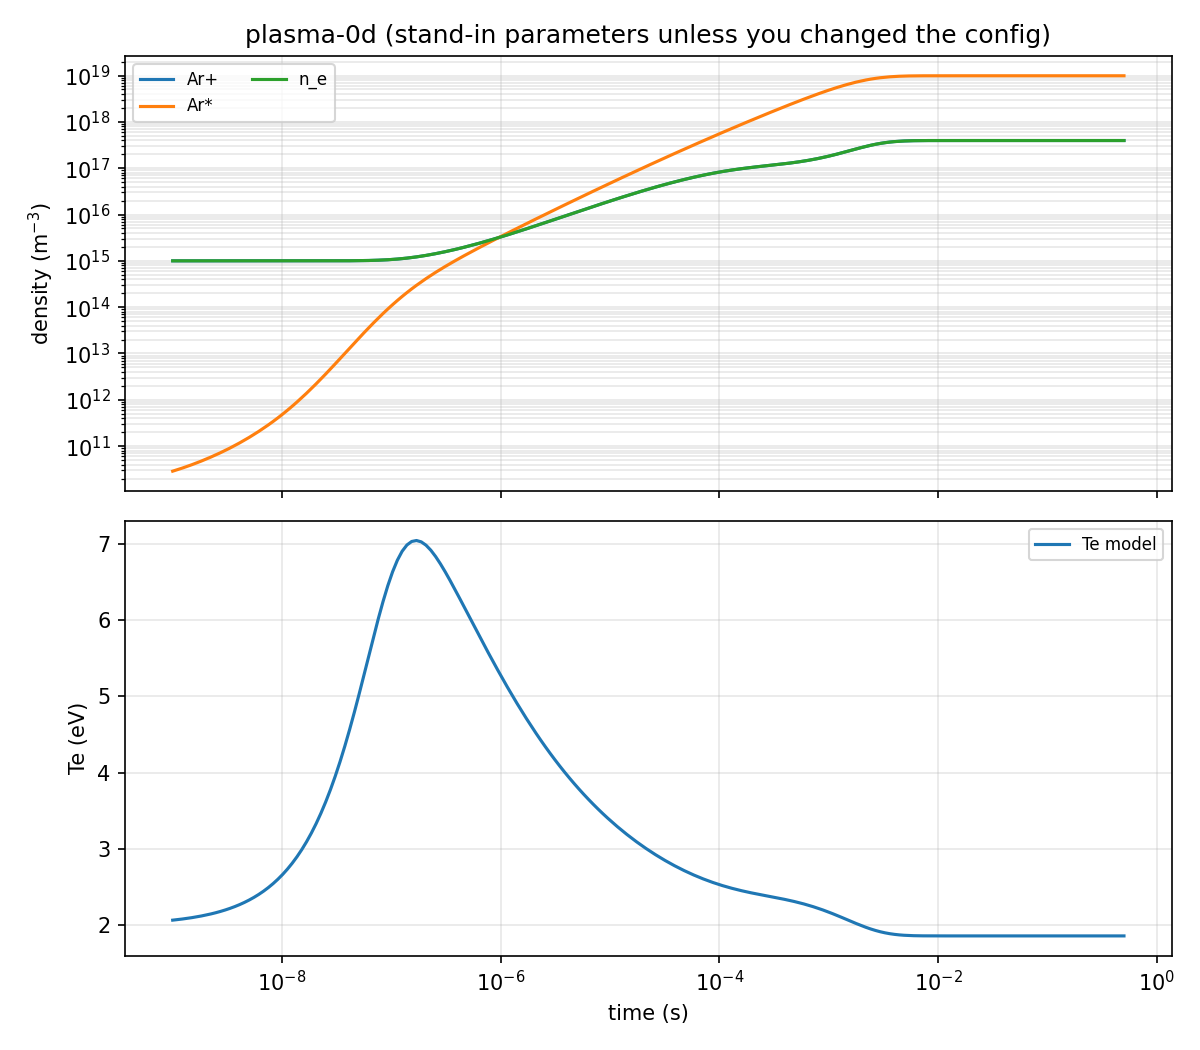 plasma-0d (stand-in parameters unless you changed the config)
Ar+
n_e
Ar*
10^19
10^18
10^17
10^16
10^15
10^14
10^13
10^12
10^11
density (m^−3)
Te model
7
6
5
4
3
2
Te (eV)
10^−8 10^−6 10^−4 10^−2 10^0
time (s)